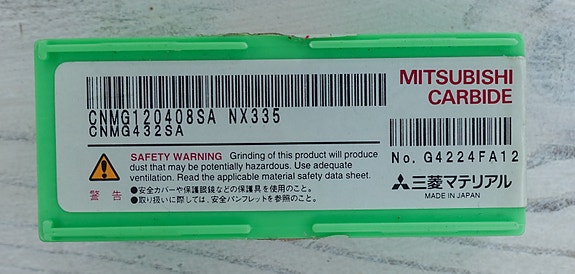 MITSUBISHI
CARBIDE
CNMG120408SA NX335
CNMG432SA
No. G4224FA12
SAFETY WARNING Grinding of this product will produce
dust that may be potentially hazardous. Use adequate
ventilation. Read the applicable material safety data sheet.
警告 ●安全カバーや保護眼鏡などの保護具を使用のこと。
●取り扱いに際しては、安全パンフレットを参照のこと。
三菱マテリアル
MADE IN JAPAN